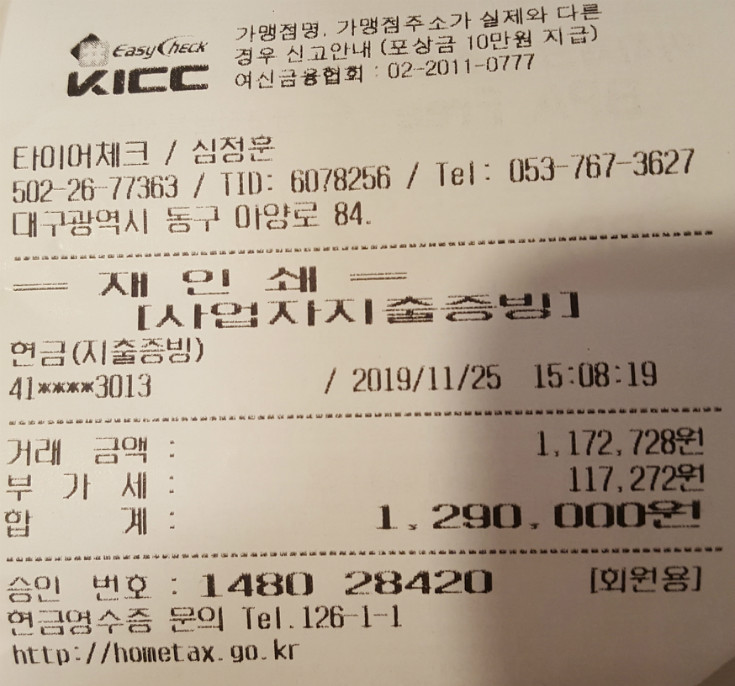 EasyCheck
KICC
가맹점명, 가맹점주소가 실제와 다른
경우 신고안내 (포상금 10만원 지급)
여신금융협회 : 02-2011-0777
타이어체크 / 심정훈
502-26-77363 / TID: 6078256 / Tel: 053-767-3627
대구광역시 동구 아양로 84.
== 재 인 쇄 ==
[사업자지출증빙]
현금(지출증빙)
41****3013 / 2019/11/25 15:08:19
거래 금액 : 1,172,728원
부 가 세 : 117,272원
합 계 : 1,290,000원
승인 번호 : 1480 28420 [회원용]
현금영수증 문의 Tel.126-1-1
http://hometax.go.kr